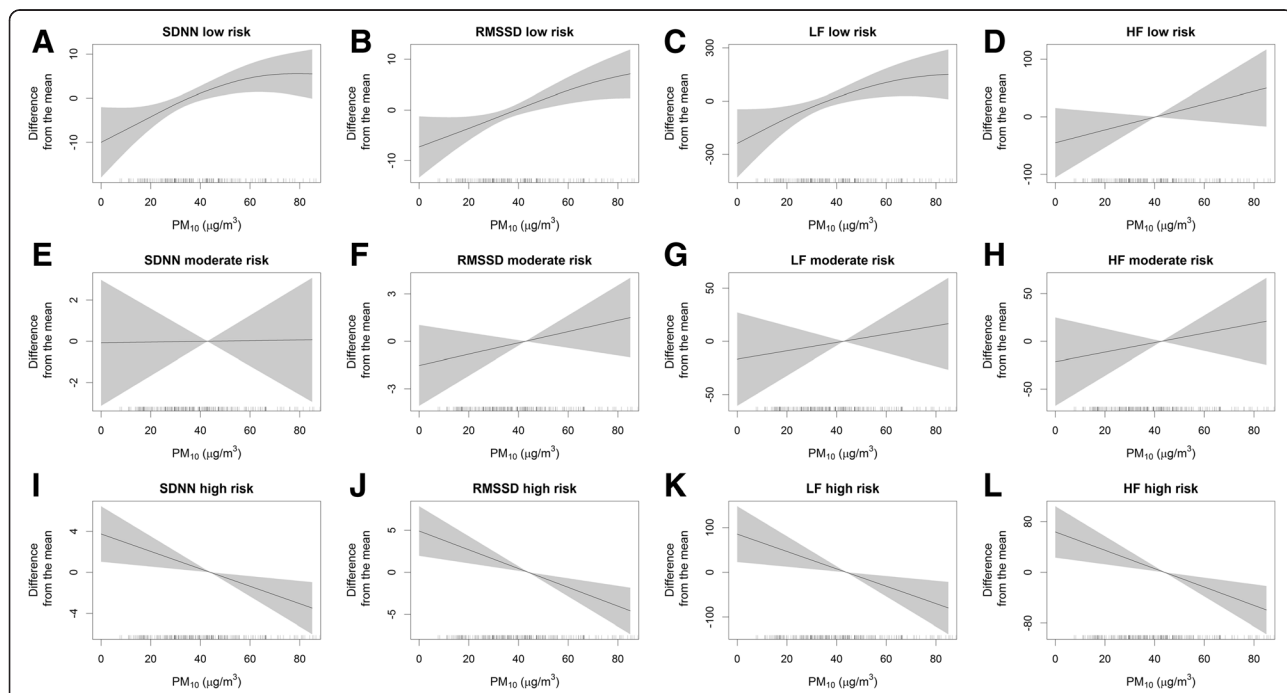 A SDNN low risk
Difference
from the mean
10
0
-10
0 20 40 60 80
PM10 (μg/m3)
B RMSSD low risk
Difference
from the mean
10
0
-10
0 20 40 60 80
PM10 (μg/m3)
C LF low risk
Difference
from the mean
300
0
-300
0 20 40 60 80
PM10 (μg/m3)
D HF low risk
Difference
from the mean
100
0
-100
0 20 40 60 80
PM10 (μg/m3)
E SDNN moderate risk
Difference
from the mean
2
0
-2
0 20 40 60 80
PM10 (μg/m3)
F RMSSD moderate risk
Difference
from the mean
3
0
-3
0 20 40 60 80
PM10 (μg/m3)
G LF moderate risk
Difference
from the mean
50
0
-50
0 20 40 60 80
PM10 (μg/m3)
H HF moderate risk
Difference
from the mean
50
0
-50
0 20 40 60 80
PM10 (μg/m3)
I SDNN high risk
Difference
from the mean
4
0
-4
0 20 40 60 80
PM10 (μg/m3)
J RMSSD high risk
Difference
from the mean
5
0
-5
0 20 40 60 80
PM10 (μg/m3)
K LF high risk
Difference
from the mean
100
0
-100
0 20 40 60 80
PM10 (μg/m3)
L HF high risk
Difference
from the mean
80
0
-80
0 20 40 60 80
PM10 (μg/m3)